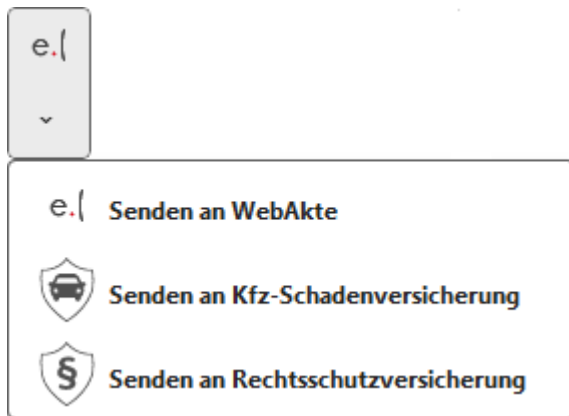 e.(
e.( Senden an WebAkte
Senden an Kfz-Schadenversicherung
§ Senden an Rechtsschutzversicherung